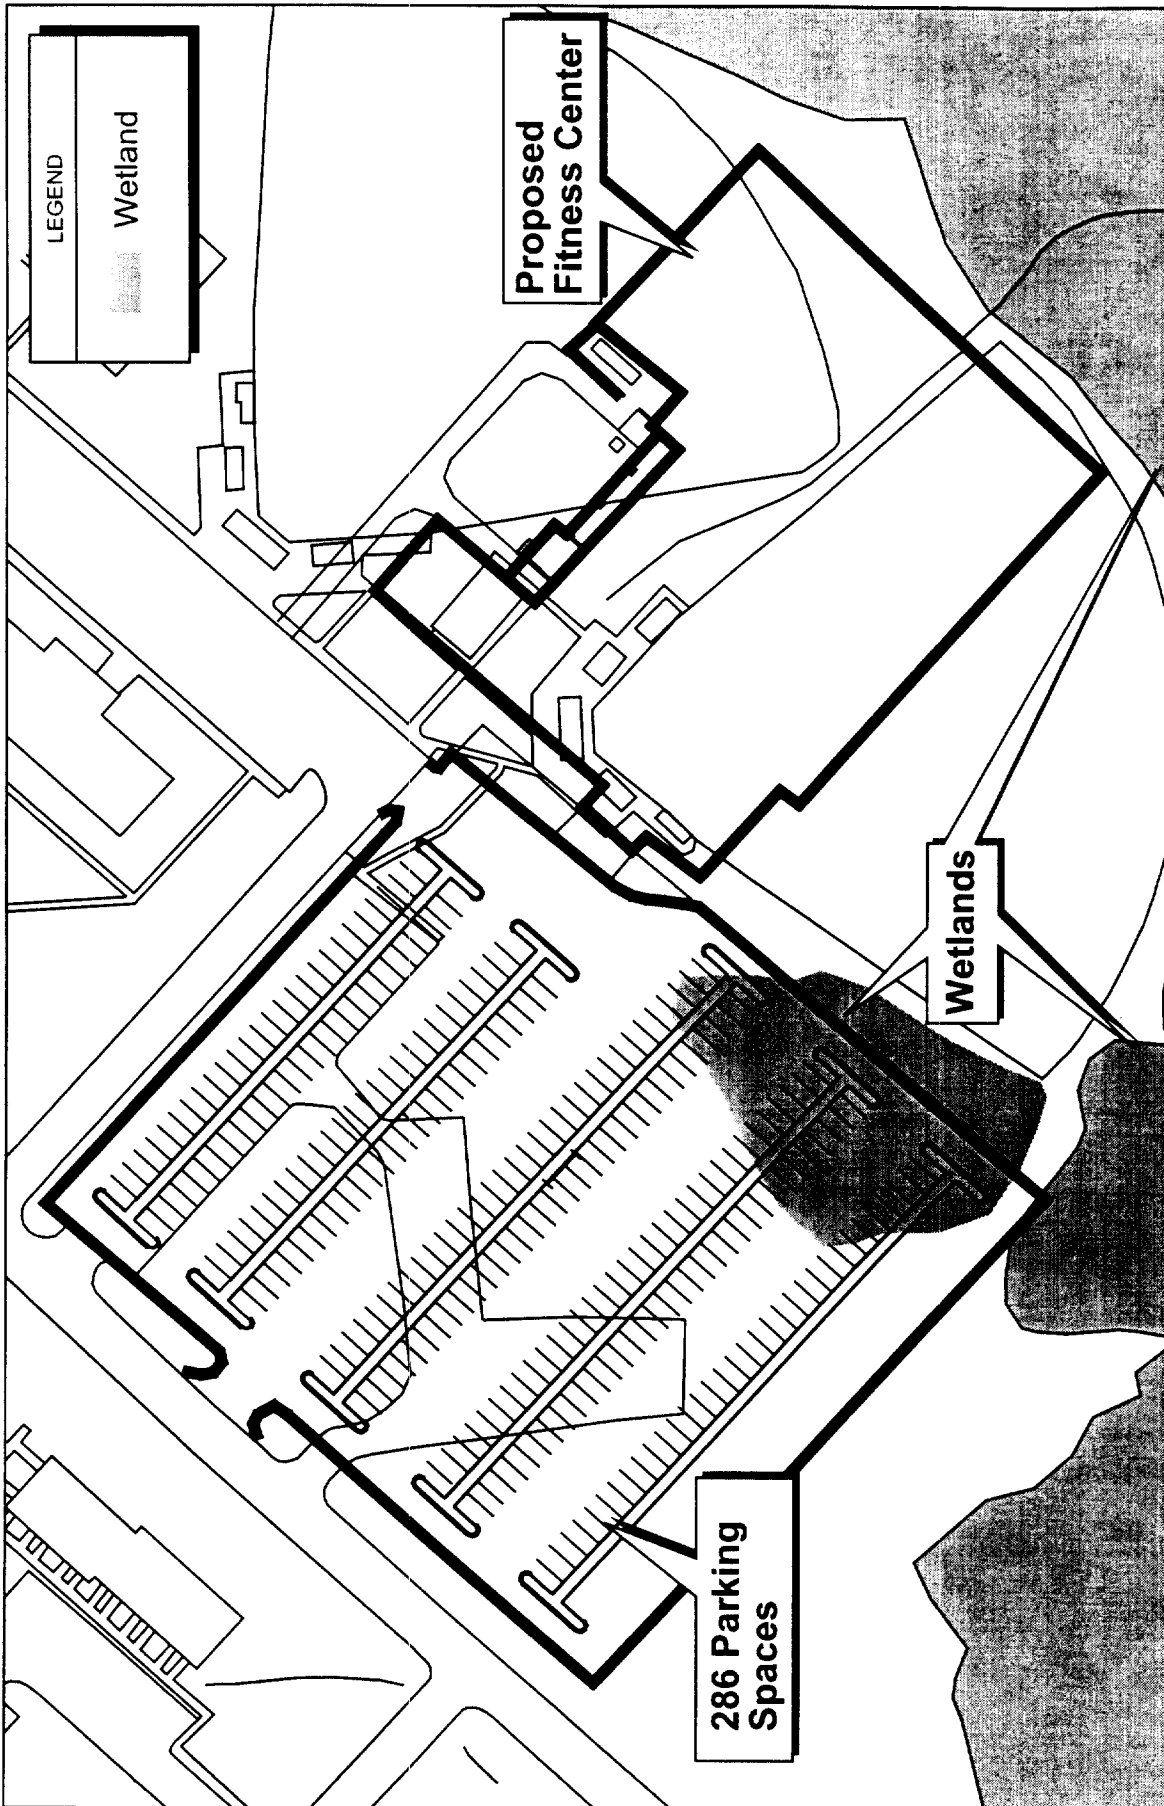 LEGEND
Wetland
Proposed
Fitness Center
Wetlands
286 Parking
Spaces